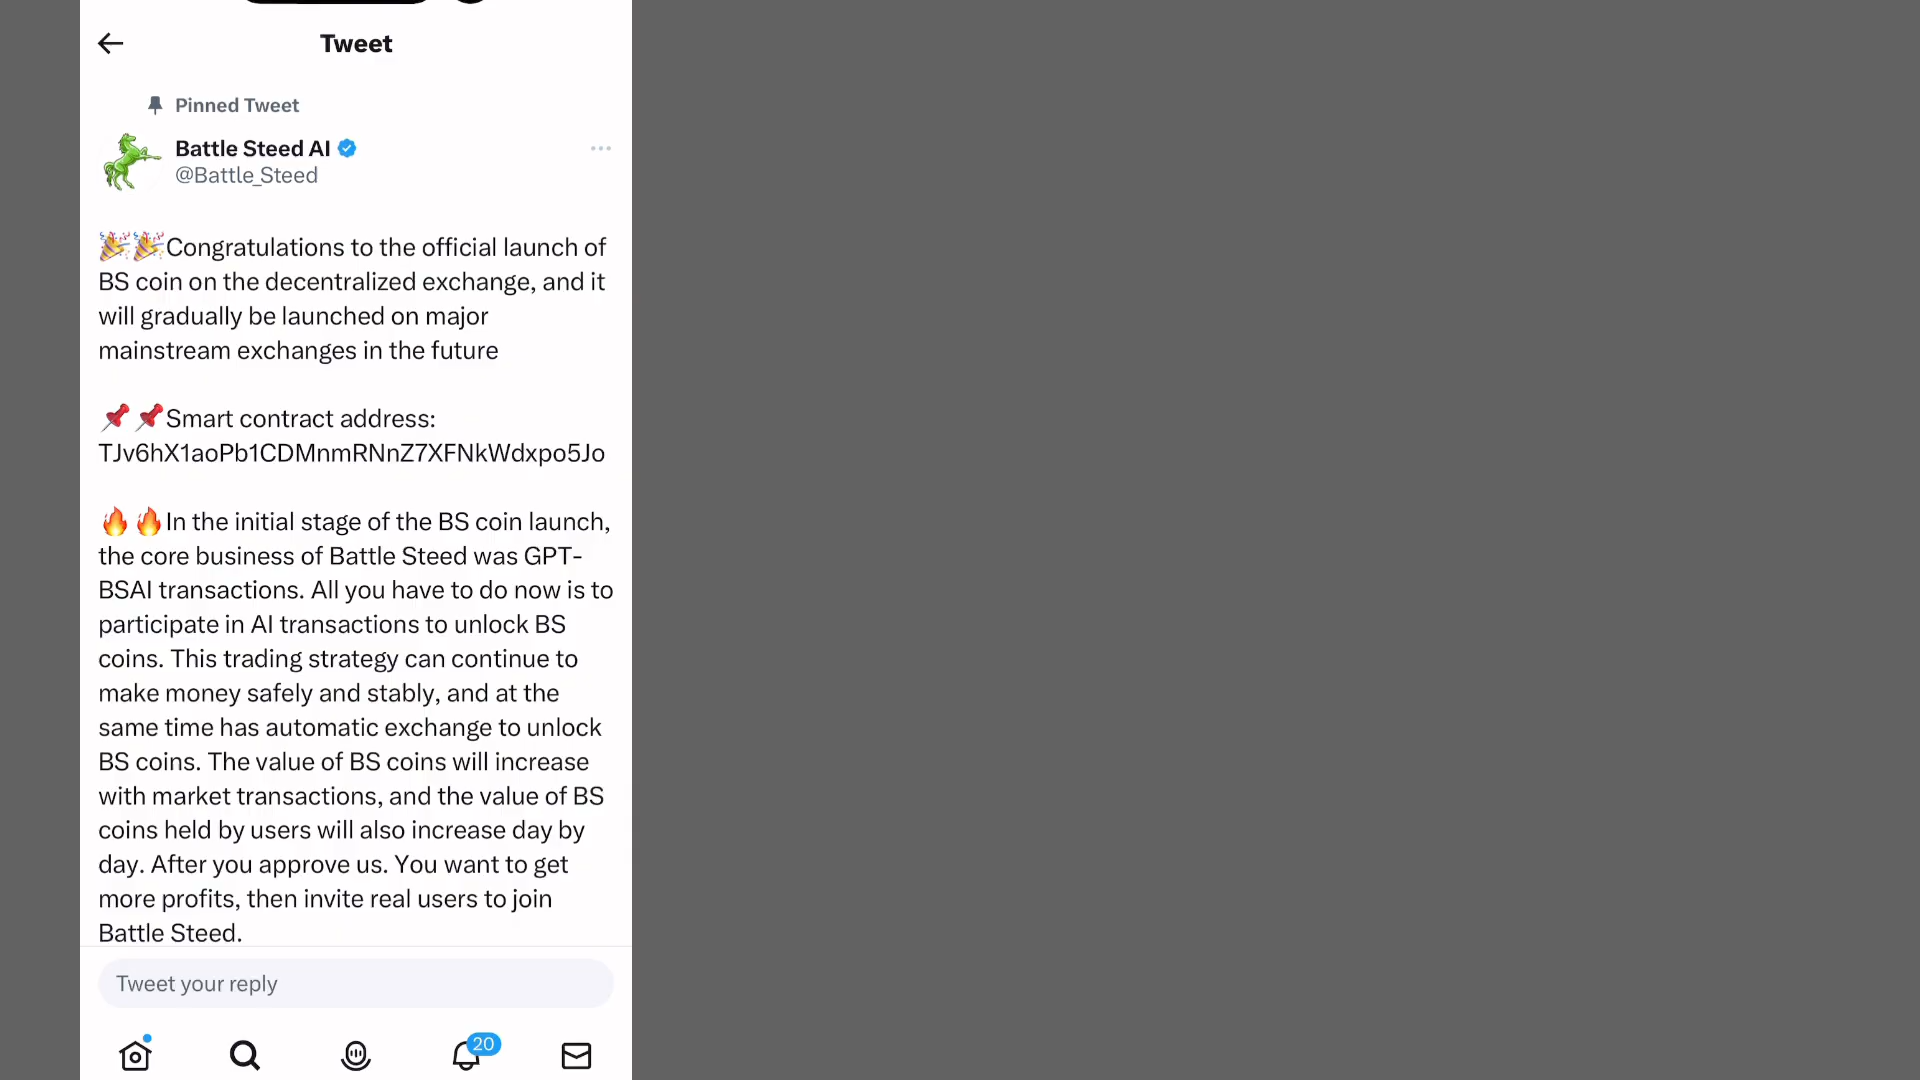 Tweet
Pinned Tweet
Battle Steed AI
@Battle_Steed
🎉🎉Congratulations to the official launch of
BS coin on the decentralized exchange, and it
will gradually be launched on major
mainstream exchanges in the future
📌📌Smart contract address:
TJv6hX1aoPb1CDMnmRNnZ7XFNkWdxpo5Jo
🔥🔥In the initial stage of the BS coin launch,
the core business of Battle Steed was GPT-
BSAI transactions. All you have to do now is to
participate in AI transactions to unlock BS
coins. This trading strategy can continue to
make money safely and stably, and at the
same time has automatic exchange to unlock
BS coins. The value of BS coins will increase
with market transactions, and the value of BS
coins held by users will also increase day by
day. After you approve us. You want to get
more profits, then invite real users to join
Battle Steed.
Tweet your reply
20